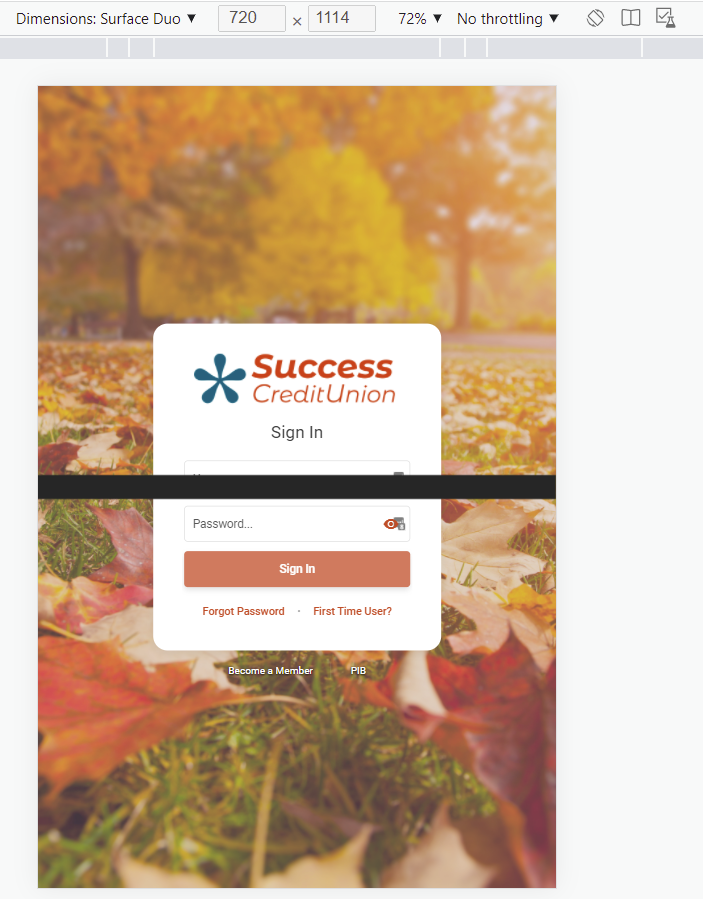 Dimensions: Surface Duo ▼ 720 × 1114 72% ▼ No throttling ▼
Success
CreditUnion
Sign In
Password...
Sign In
Forgot Password · First Time User?
Become a Member PIB